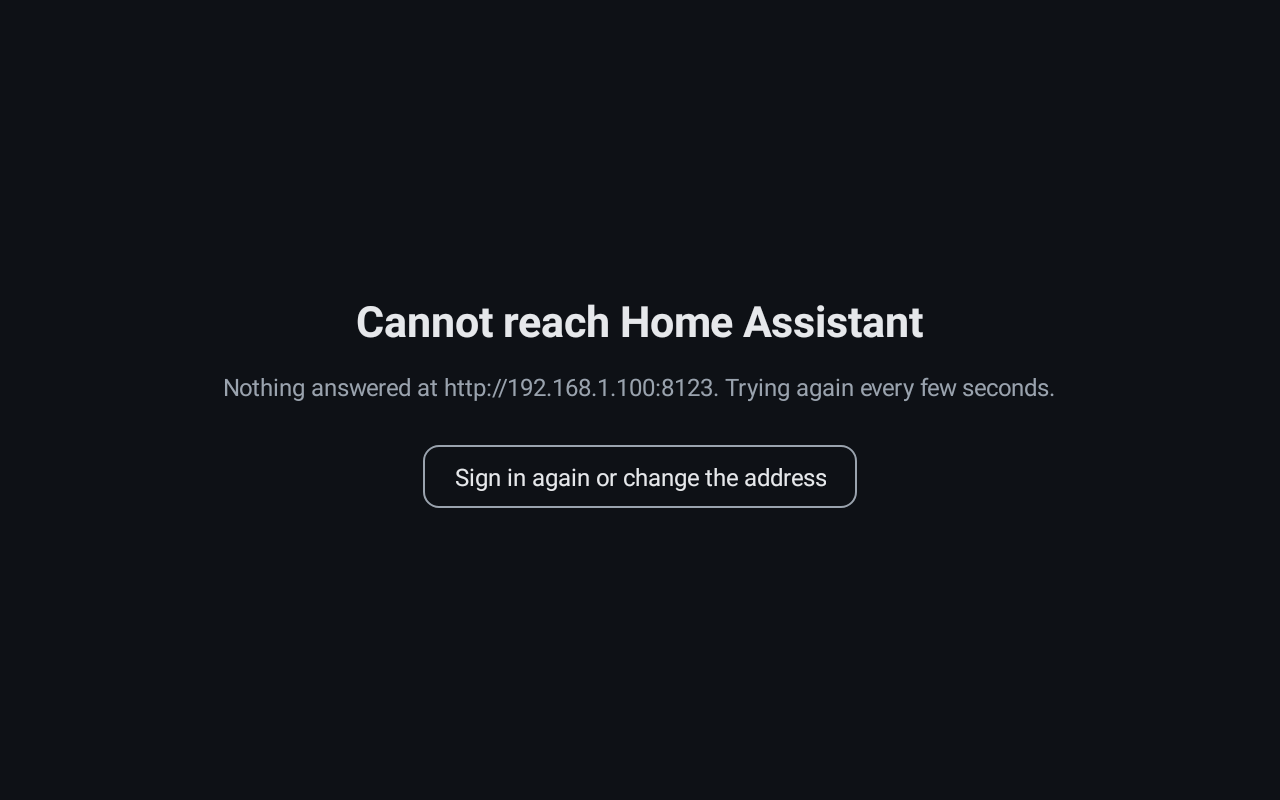 Cannot reach Home Assistant
Nothing answered at http://192.168.1.100:8123. Trying again every few seconds.
Sign in again or change the address